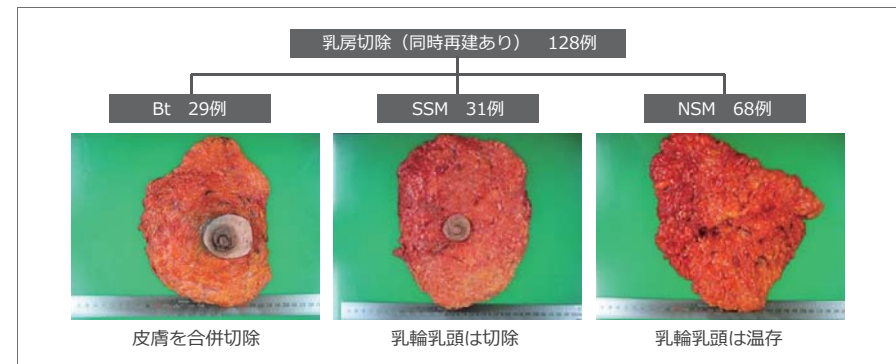 乳房切除（同時再建あり）　128例
Bt　29例
SSM　31例
NSM　68例
皮膚を合併切除
乳輪乳頭は切除
乳輪乳頭は温存